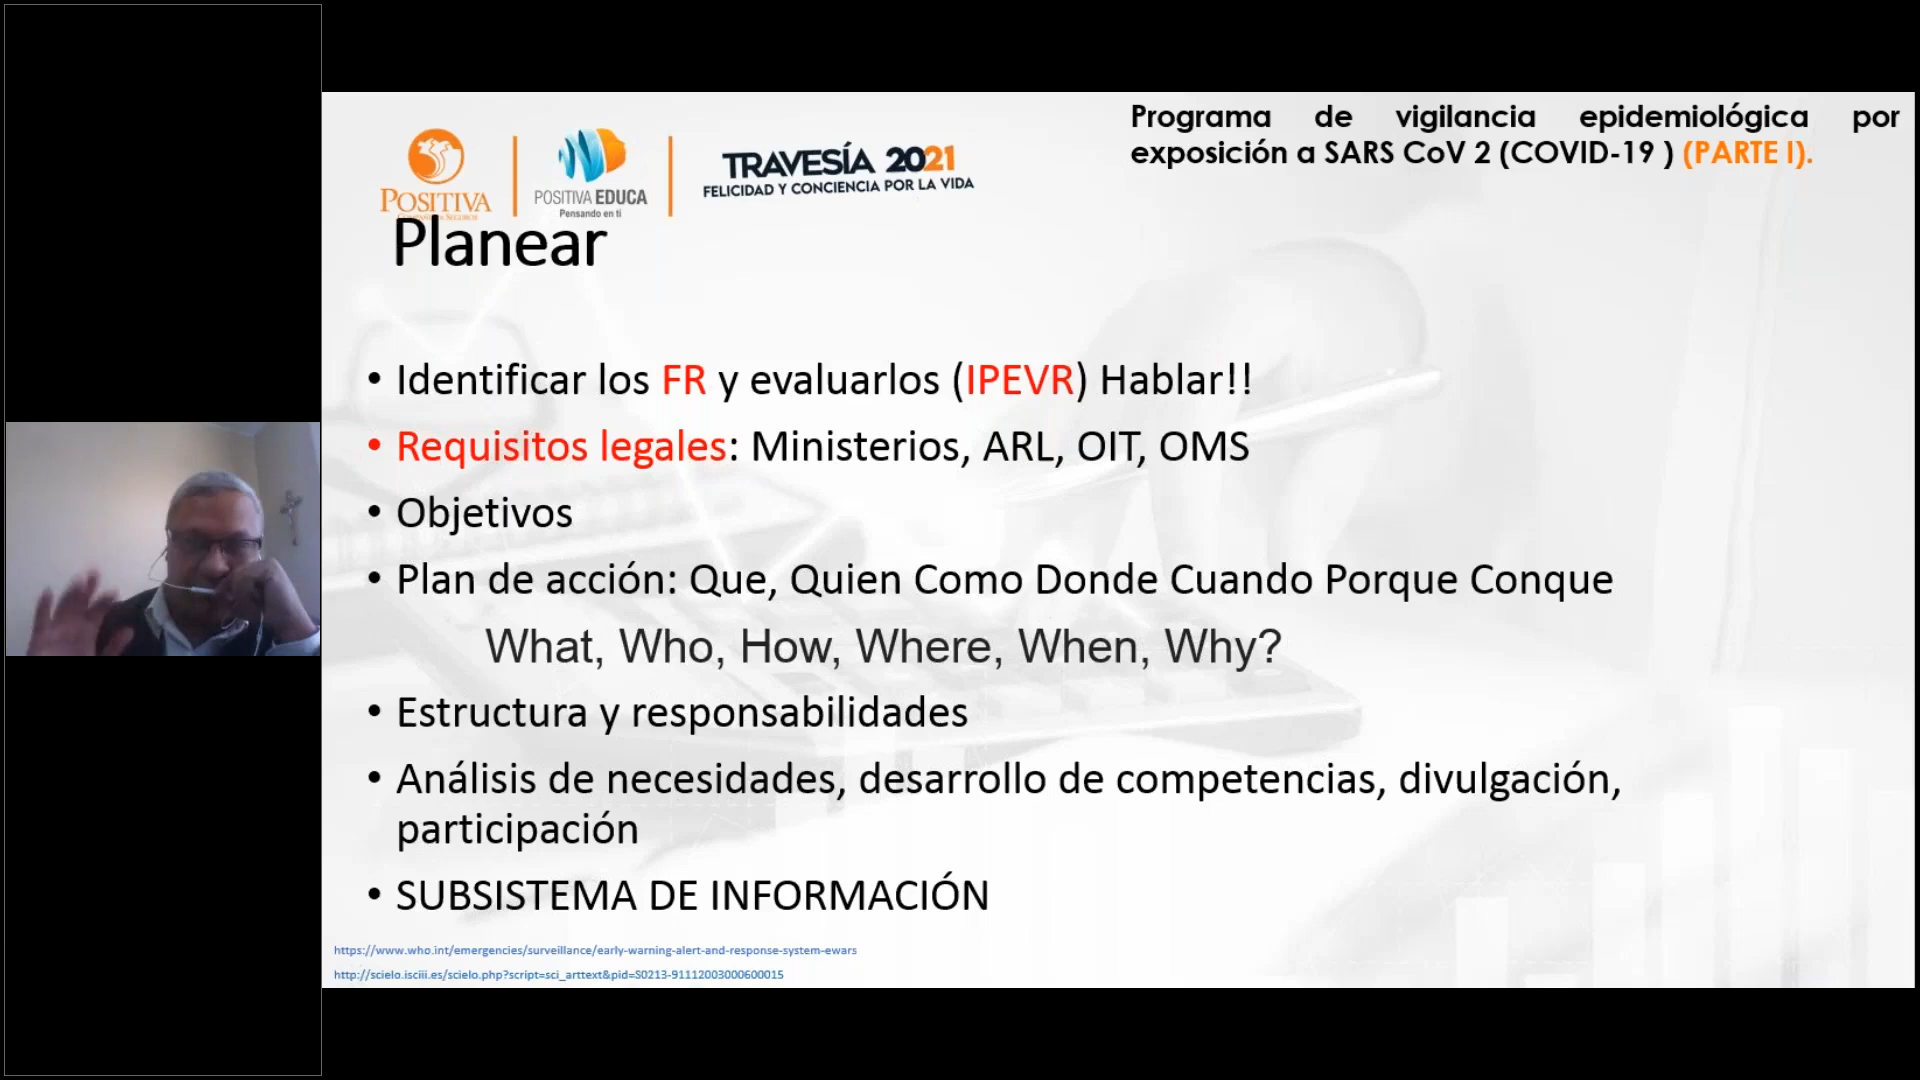 Programa de vigilancia epidemiológica por
exposición a SARS CoV 2 (COVID-19 ) (PARTE I).
POSITIVA
COMPAÑÍA DE SEGUROS
POSITIVA EDUCA
Pensando en ti
TRAVESÍA 2021
FELICIDAD Y CONCIENCIA POR LA VIDA
Planear
• Identificar los FR y evaluarlos (IPEVR) Hablar!!
• Requisitos legales: Ministerios, ARL, OIT, OMS
• Objetivos
• Plan de acción: Que, Quien Como Donde Cuando Porque Conque
What, Who, How, Where, When, Why?
• Estructura y responsabilidades
• Análisis de necesidades, desarrollo de competencias, divulgación,
participación
• SUBSISTEMA DE INFORMACIÓN
https://www.who.int/emergencies/surveillance/early-warning-alert-and-response-system-ewars
http://scielo.isciii.es/scielo.php?script=sci_arttext&pid=S0213-91112003000600015